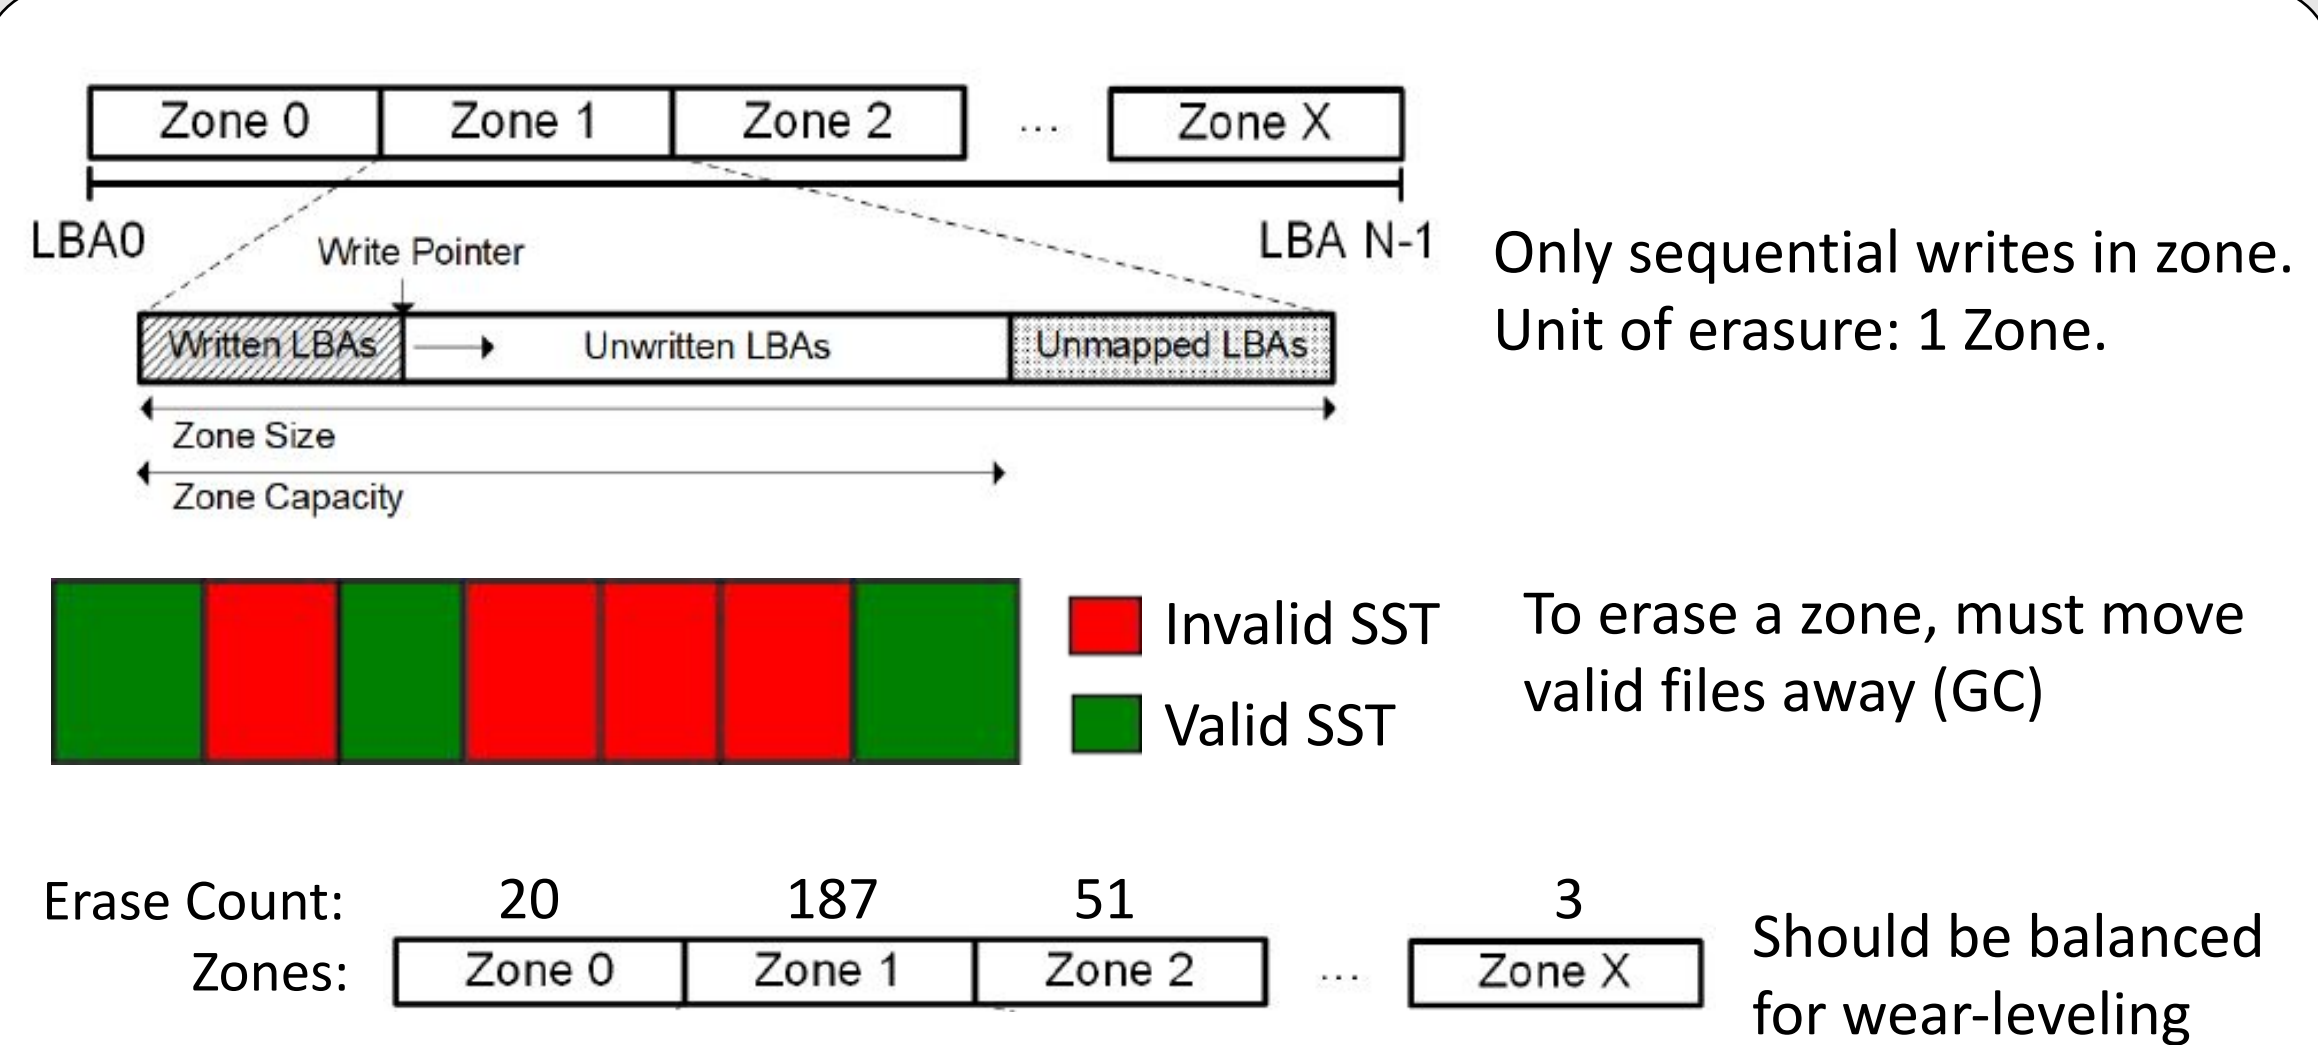 Zone 0 Zone 1 Zone 2 ... Zone X
LBA0 LBA N-1
Write Pointer
Only sequential writes in zone.
Unit of erasure: 1 Zone.
Written LBAs Unwritten LBAs Unmapped LBAs
Zone Size
Zone Capacity
Invalid SST
Valid SST
To erase a zone, must move
valid files away (GC)
Erase Count: 20 187 51 3
Zones: Zone 0 Zone 1 Zone 2 ... Zone X
Should be balanced
for wear-leveling